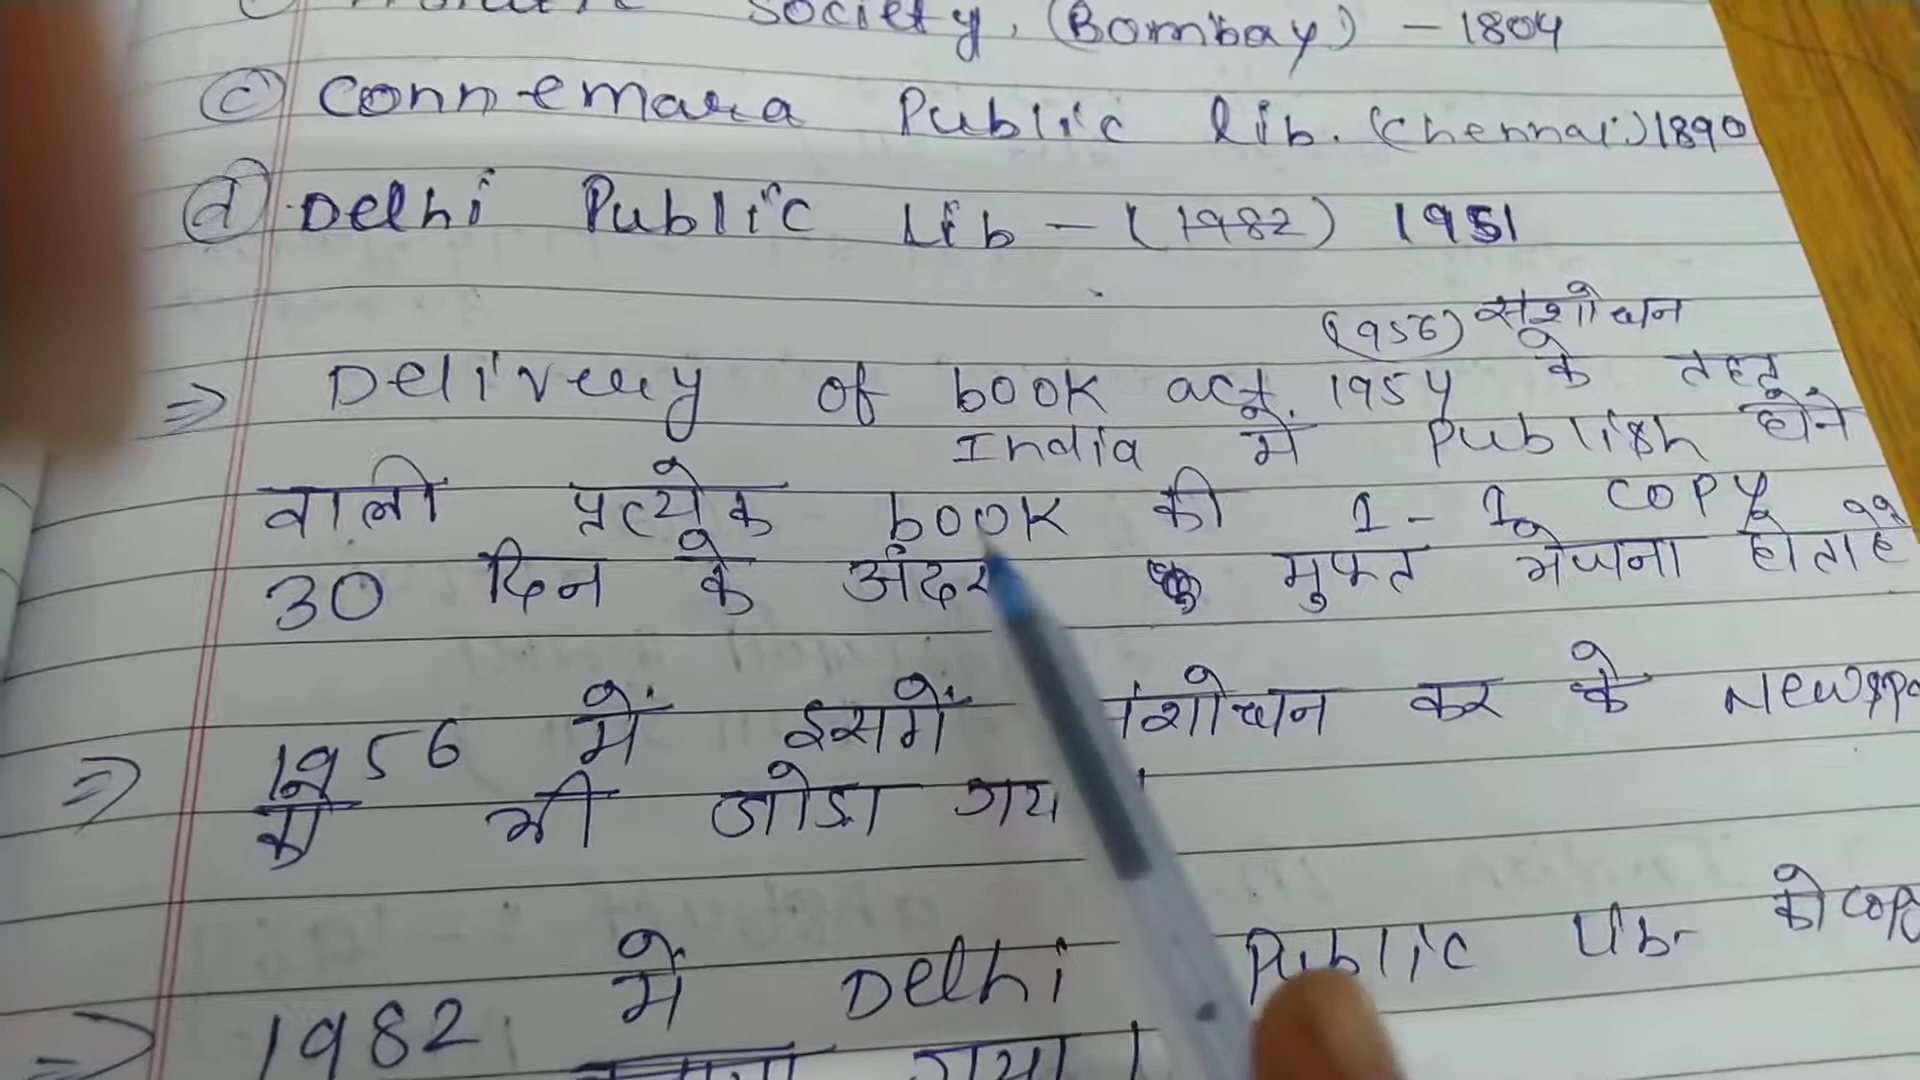 Society, (Bombay) - 1804
(c) Connemara Public Lib. (Chennai) 1890
(d) Delhi Public Lib - (1982) 1951
(1956) संशोधन
⇒ Delivery of book act. 1954 के तहत
India में Publish होने
वाली प्रत्येक book की 1-1 COPY
30 दिन के अंदर मुफ्त भेजना होता है
⇒ 1956 में इसमें संशोधन कर के Newspa
को भी जोडा गया
⇒ 1982 में Delhi Public Lib- को cop
गया।